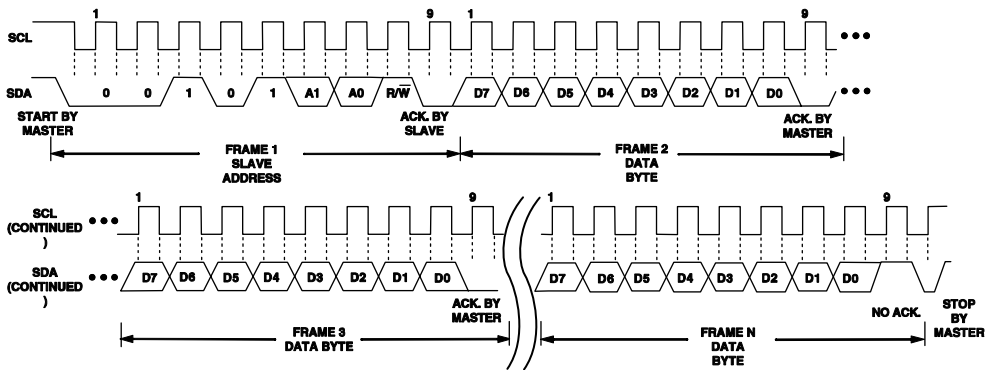 1 9 1 9
SCL
SDA 0 0 1 0 1 A1 A0 R/W D7 D6 D5 D4 D3 D2 D1 D0
START BY
MASTER
ACK. BY
SLAVE
ACK. BY
MASTER
FRAME 1
SLAVE
ADDRESS
FRAME 2
DATA
BYTE
1 9 1 9
SCL
(CONTINUED
)
SDA
(CONTINUED
)
D7 D6 D5 D4 D3 D2 D1 D0 D7 D6 D5 D4 D3 D2 D1 D0
ACK. BY
MASTER
NO ACK.
STOP
BY
MASTER
FRAME 3
DATA BYTE
FRAME N
DATA
BYTE